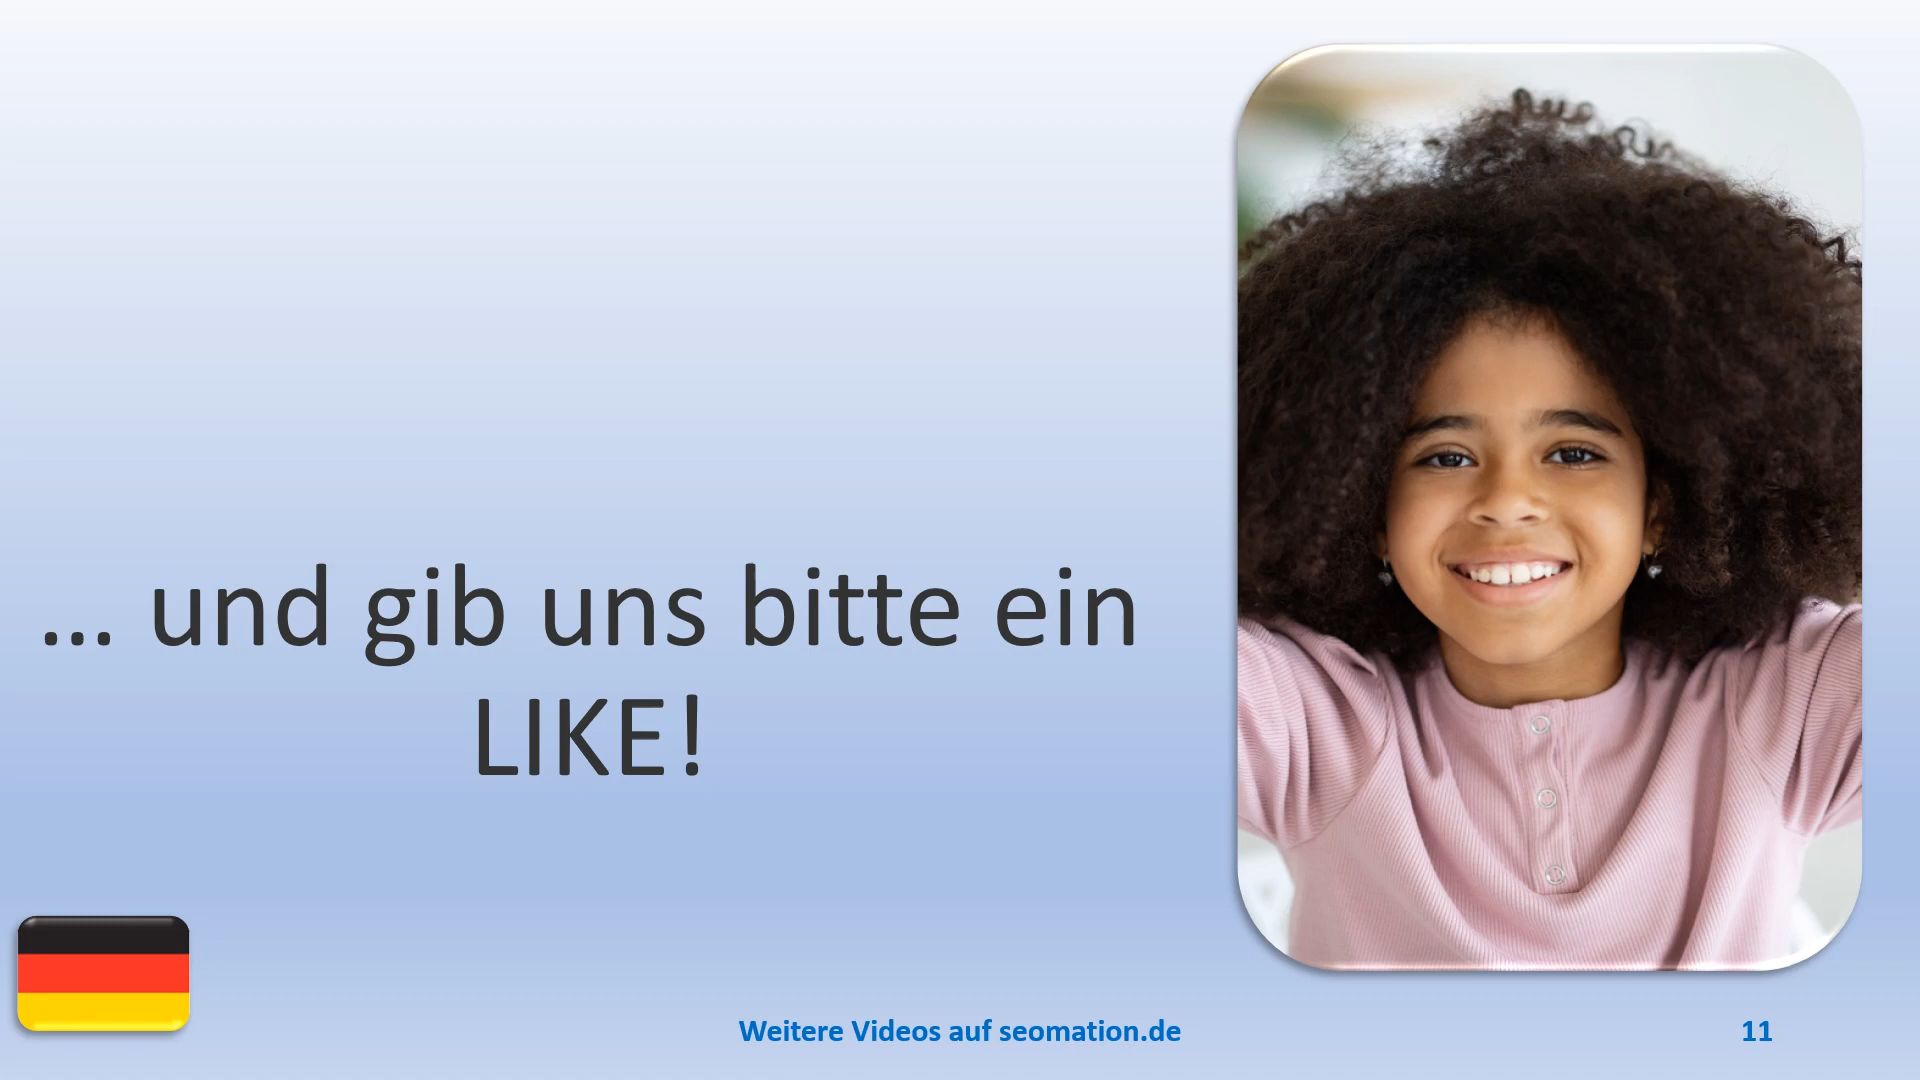 ... und gib uns bitte ein
LIKE!
Weitere Videos auf seomation.de
11